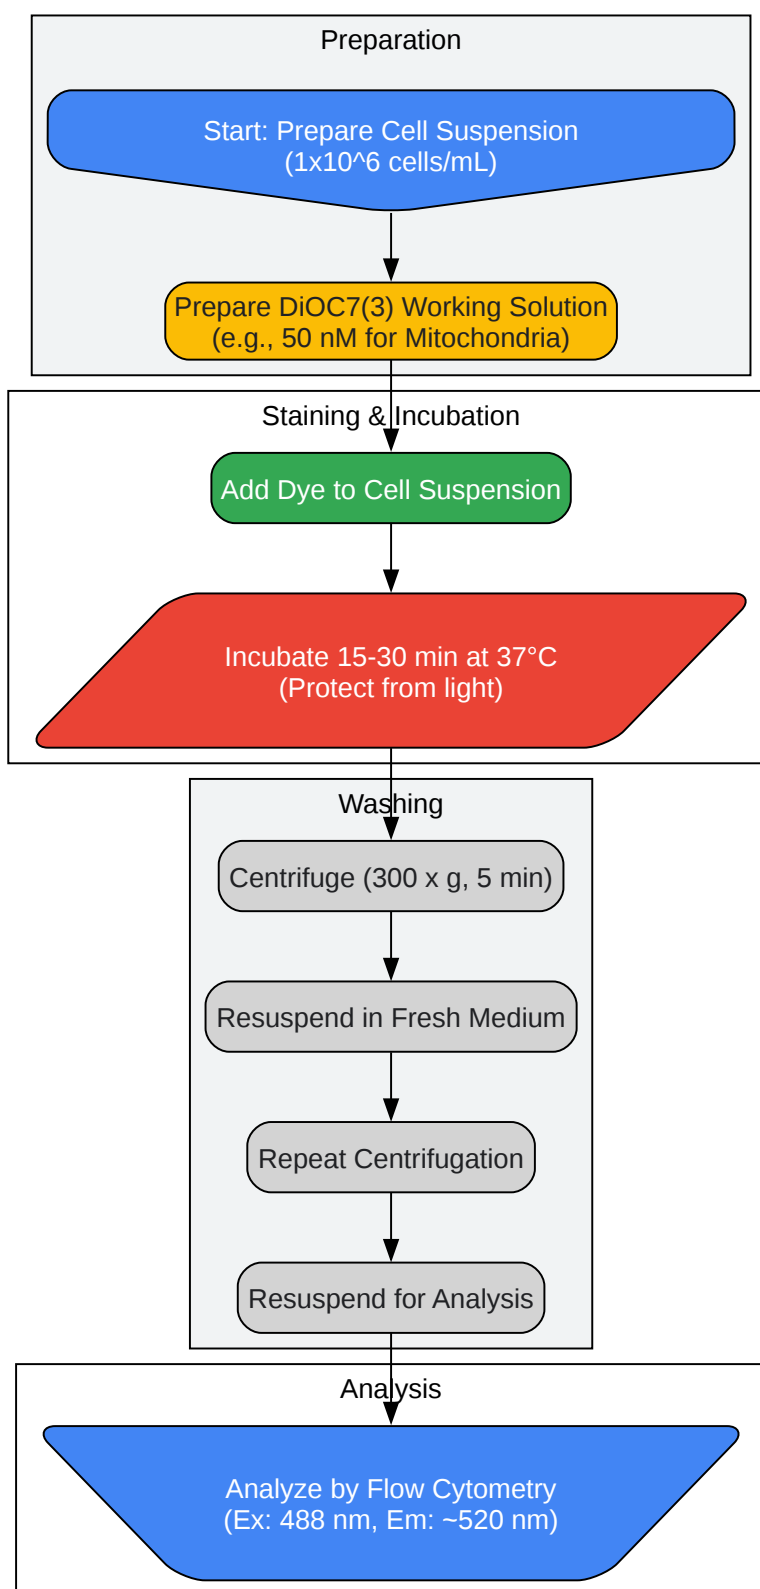 Preparation
Start: Prepare Cell Suspension
(1x10^6 cells/mL)
Prepare DiOC7(3) Working Solution
(e.g., 50 nM for Mitochondria)
Staining & Incubation
Add Dye to Cell Suspension
Incubate 15-30 min at 37°C
(Protect from light)
Washing
Centrifuge (300 x g, 5 min)
Resuspend in Fresh Medium
Repeat Centrifugation
Resuspend for Analysis
Analysis
Analyze by Flow Cytometry
(Ex: 488 nm, Em: ~520 nm)